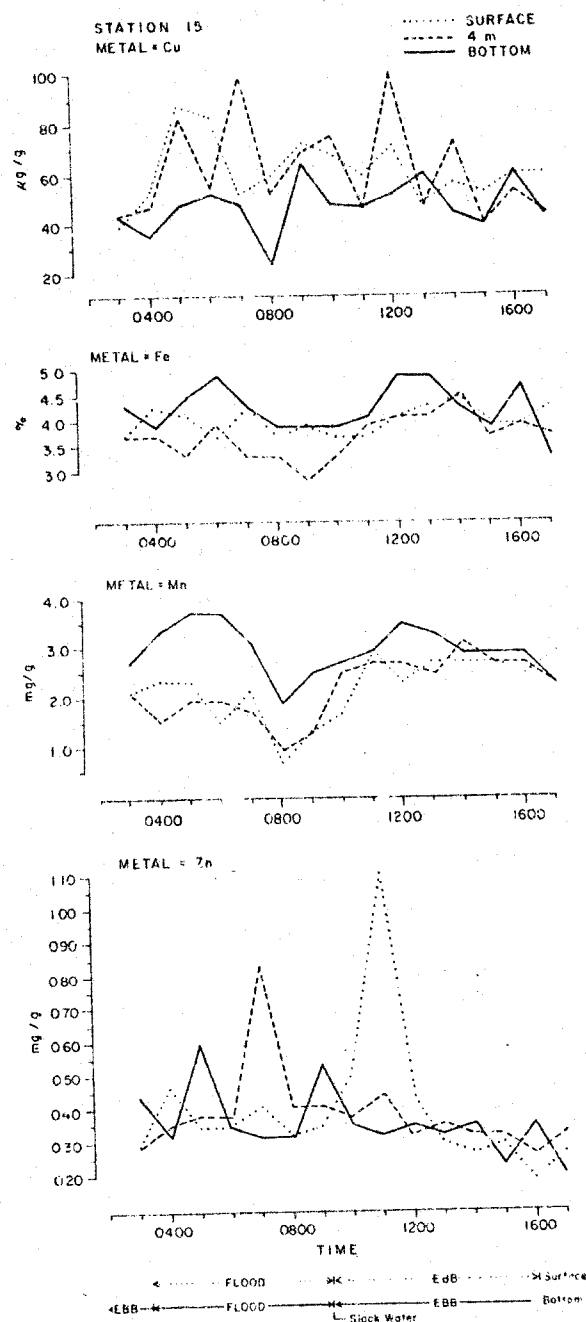 STATION 15
METAL = Cu
SURFACE
4 m
BOTTOM
100
80
60
40
20
µg/g
0400
0800
1200
1600
METAL = Fe
5.0
4.0
3.5
3.0
%
0400
0800
1200
1600
METAL = Mn
4.0
3.0
2.0
1.0
mg/g
0400
0800
1200
1600
METAL = Zn
1.10
1.00
0.90
0.80
0.70
0.60
0.50
0.40
0.30
0.20
mg/g
0400
0800
1200
1600
TIME
FLOOD
EBB
Surface
EBB
FLOOD
EBB
Bottom
Slack Water